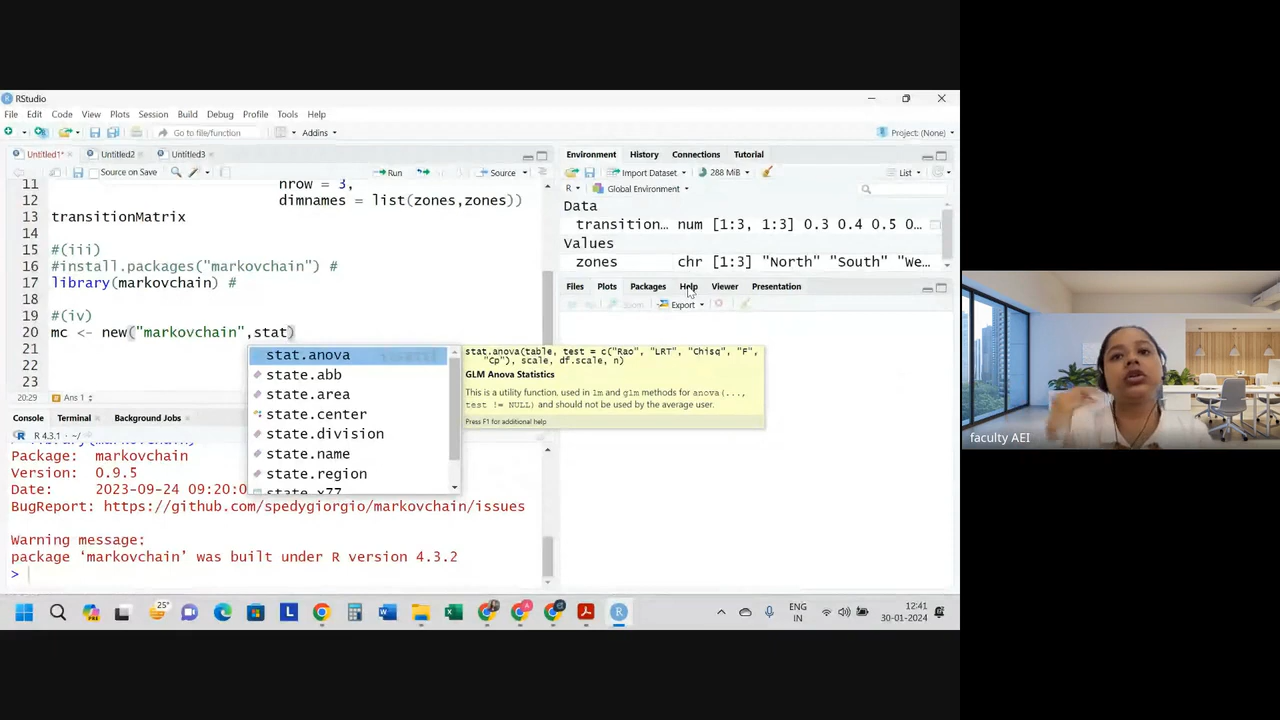 RStudio
File Edit Code View Plots Session Build Debug Profile Tools Help
Go to file/function Addins Project: (None)
Untitled1* Untitled2 Untitled3
Source on Save Run Source
11 nrow = 3,
12 dimnames = list(zones,zones))
13 transitionMatrix
14
15 #(iii)
16 #install.packages("markovchain") #
17 library(markovchain) #
18
19 #(iv)
20 mc <- new("markovchain",stat)
21
22
23
20:29 Ans 1
stat.anova
state.abb
state.area
state.center
state.division
state.name
state.region
state.x77
stat.anova(table, test = c("Rao", "LRT", "Chisq", "F",
"Cp"), scale, df.scale, n)
GLM Anova Statistics
This is a utility function, used in lm and glm methods for anova(...,
test != NULL) and should not be used by the average user.
Press F1 for additional help
Console Terminal Background Jobs
R 4.3.1 · ~/
Package: markovchain
Version: 0.9.5
Date: 2023-09-24 09:20:0
BugReport: https://github.com/spedygiorgio/markovchain/issues
Warning message:
package ‘markovchain’ was built under R version 4.3.2
>
Environment History Connections Tutorial
Import Dataset 288 MiB List
R Global Environment
Data
transition... num [1:3, 1:3] 0.3 0.4 0.5 0...
Values
zones chr [1:3] "North" "South" "We...
Files Plots Packages Help Viewer Presentation
Zoom Export
faculty AEI
25°
ENG
IN
12:41
30-01-2024